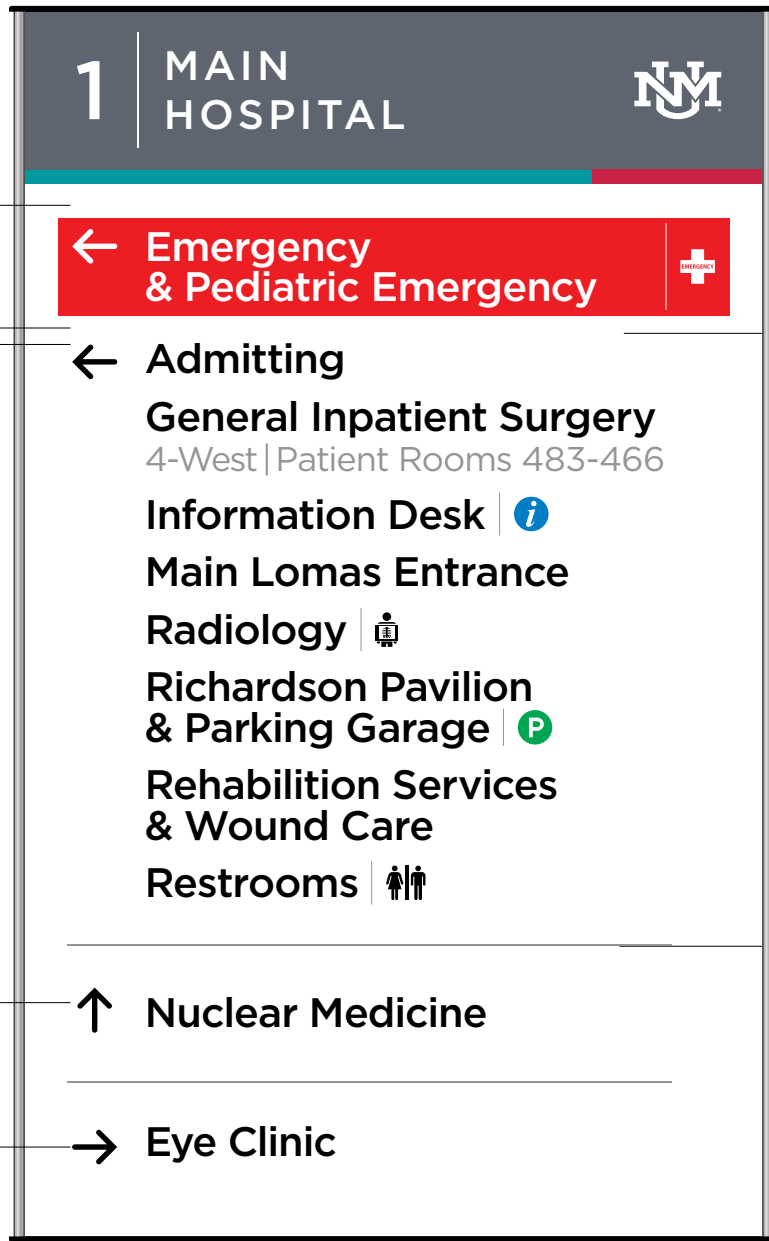 1
MAIN
HOSPITAL
UNM
Emergency
& Pediatric Emergency
EMERGENCY
Admitting
General Inpatient Surgery
4-West|Patient Rooms 483-466
Information Desk | i
Main Lomas Entrance
Radiology
Richardson Pavilion
& Parking Garage | P
Rehabilition Services
& Wound Care
Restrooms
Nuclear Medicine
Eye Clinic